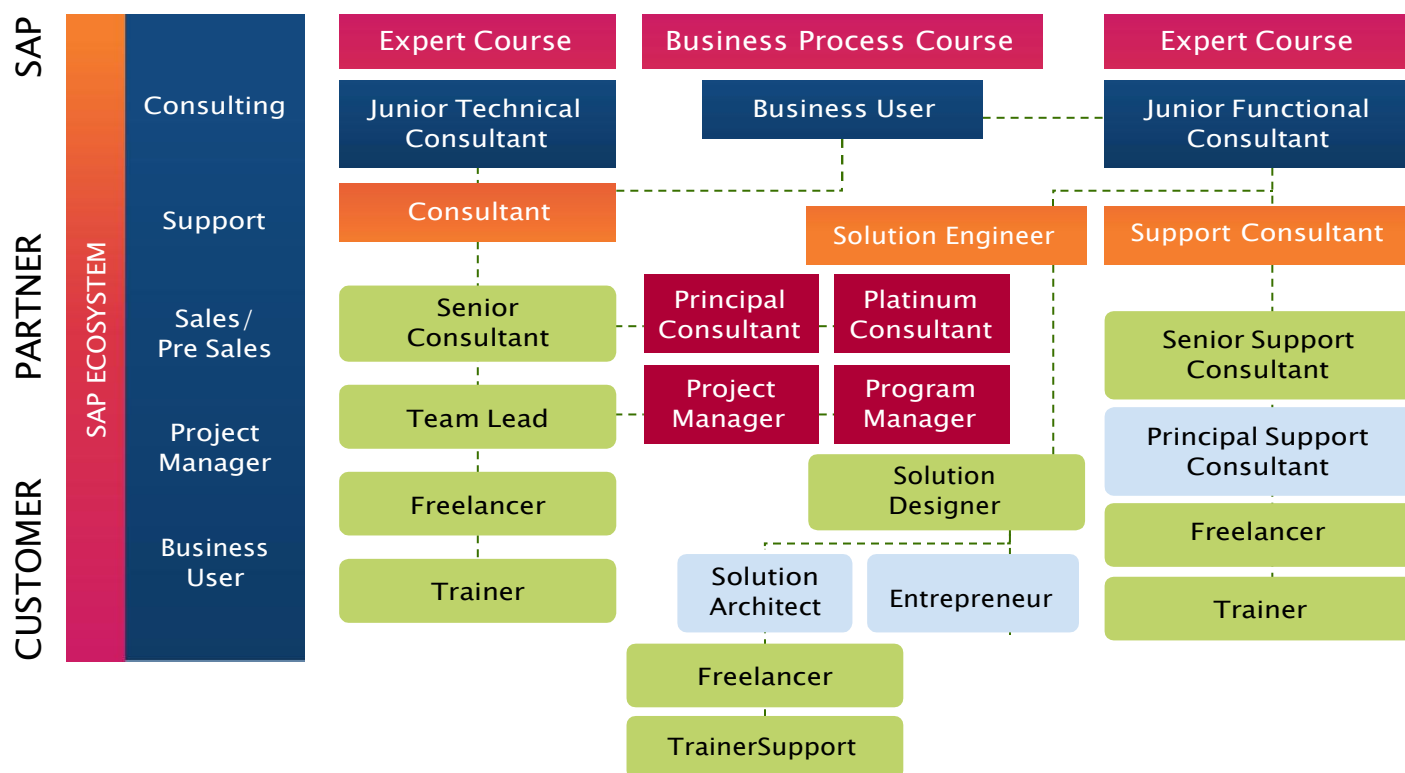 SAP
PARTNER
CUSTOMER
SAP ECOSYSTEM
Consulting
Support
Sales/
Pre Sales
Project
Manager
Business
User
Expert Course
Business Process Course
Expert Course
Junior Technical
Consultant
Business User
Junior Functional
Consultant
Consultant
Solution Engineer
Support Consultant
Senior
Consultant
Principal
Consultant
Platinum
Consultant
Senior Support
Consultant
Team Lead
Project
Manager
Program
Manager
Principal Support
Consultant
Freelancer
Solution
Designer
Freelancer
Trainer
Solution
Architect
Entrepreneur
Trainer
Freelancer
TrainerSupport